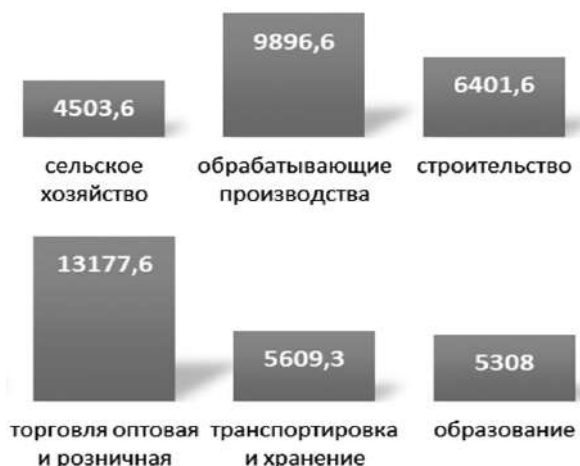 4503,6
9896,6
6401,6
сельское
хозяйство
обрабатывающие
производства
строительство
13177,6
5609,3
5308
торговля оптовая
и розничная
транспортировка
и хранение
образование